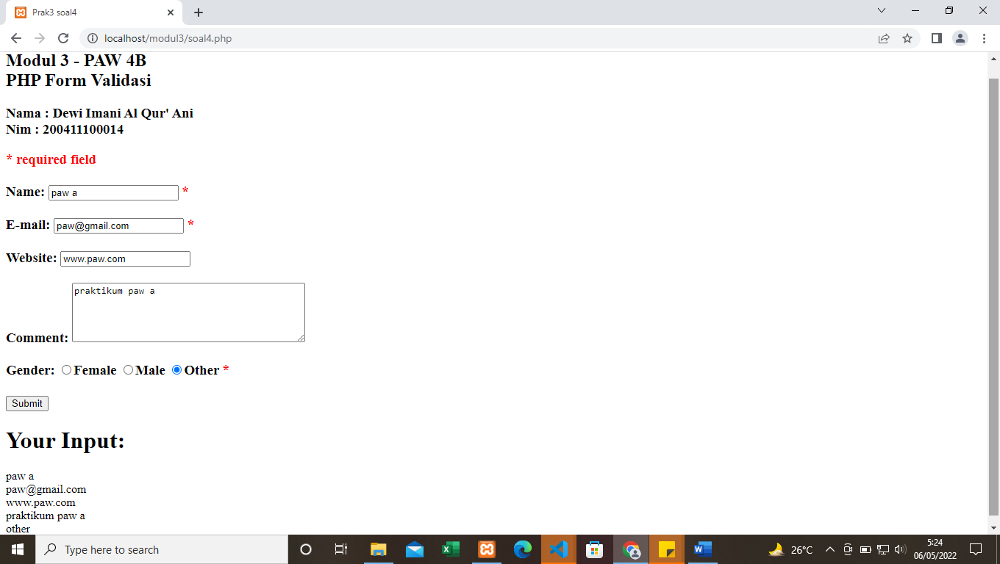 Prak3 soal4
localhost/modul3/soal4.php
Modul 3 - PAW 4B
PHP Form Validasi
Nama : Dewi Imani Al Qur' Ani
Nim : 200411100014
* required field
Name: paw a *
E-mail: paw@gmail.com *
Website: www.paw.com
praktikum paw a
Comment:
Gender: Female Male Other *
Submit
Your Input:
paw a
paw@gmail.com
www.paw.com
praktikum paw a
other
Type here to search
26°C
5:24
06/05/2022